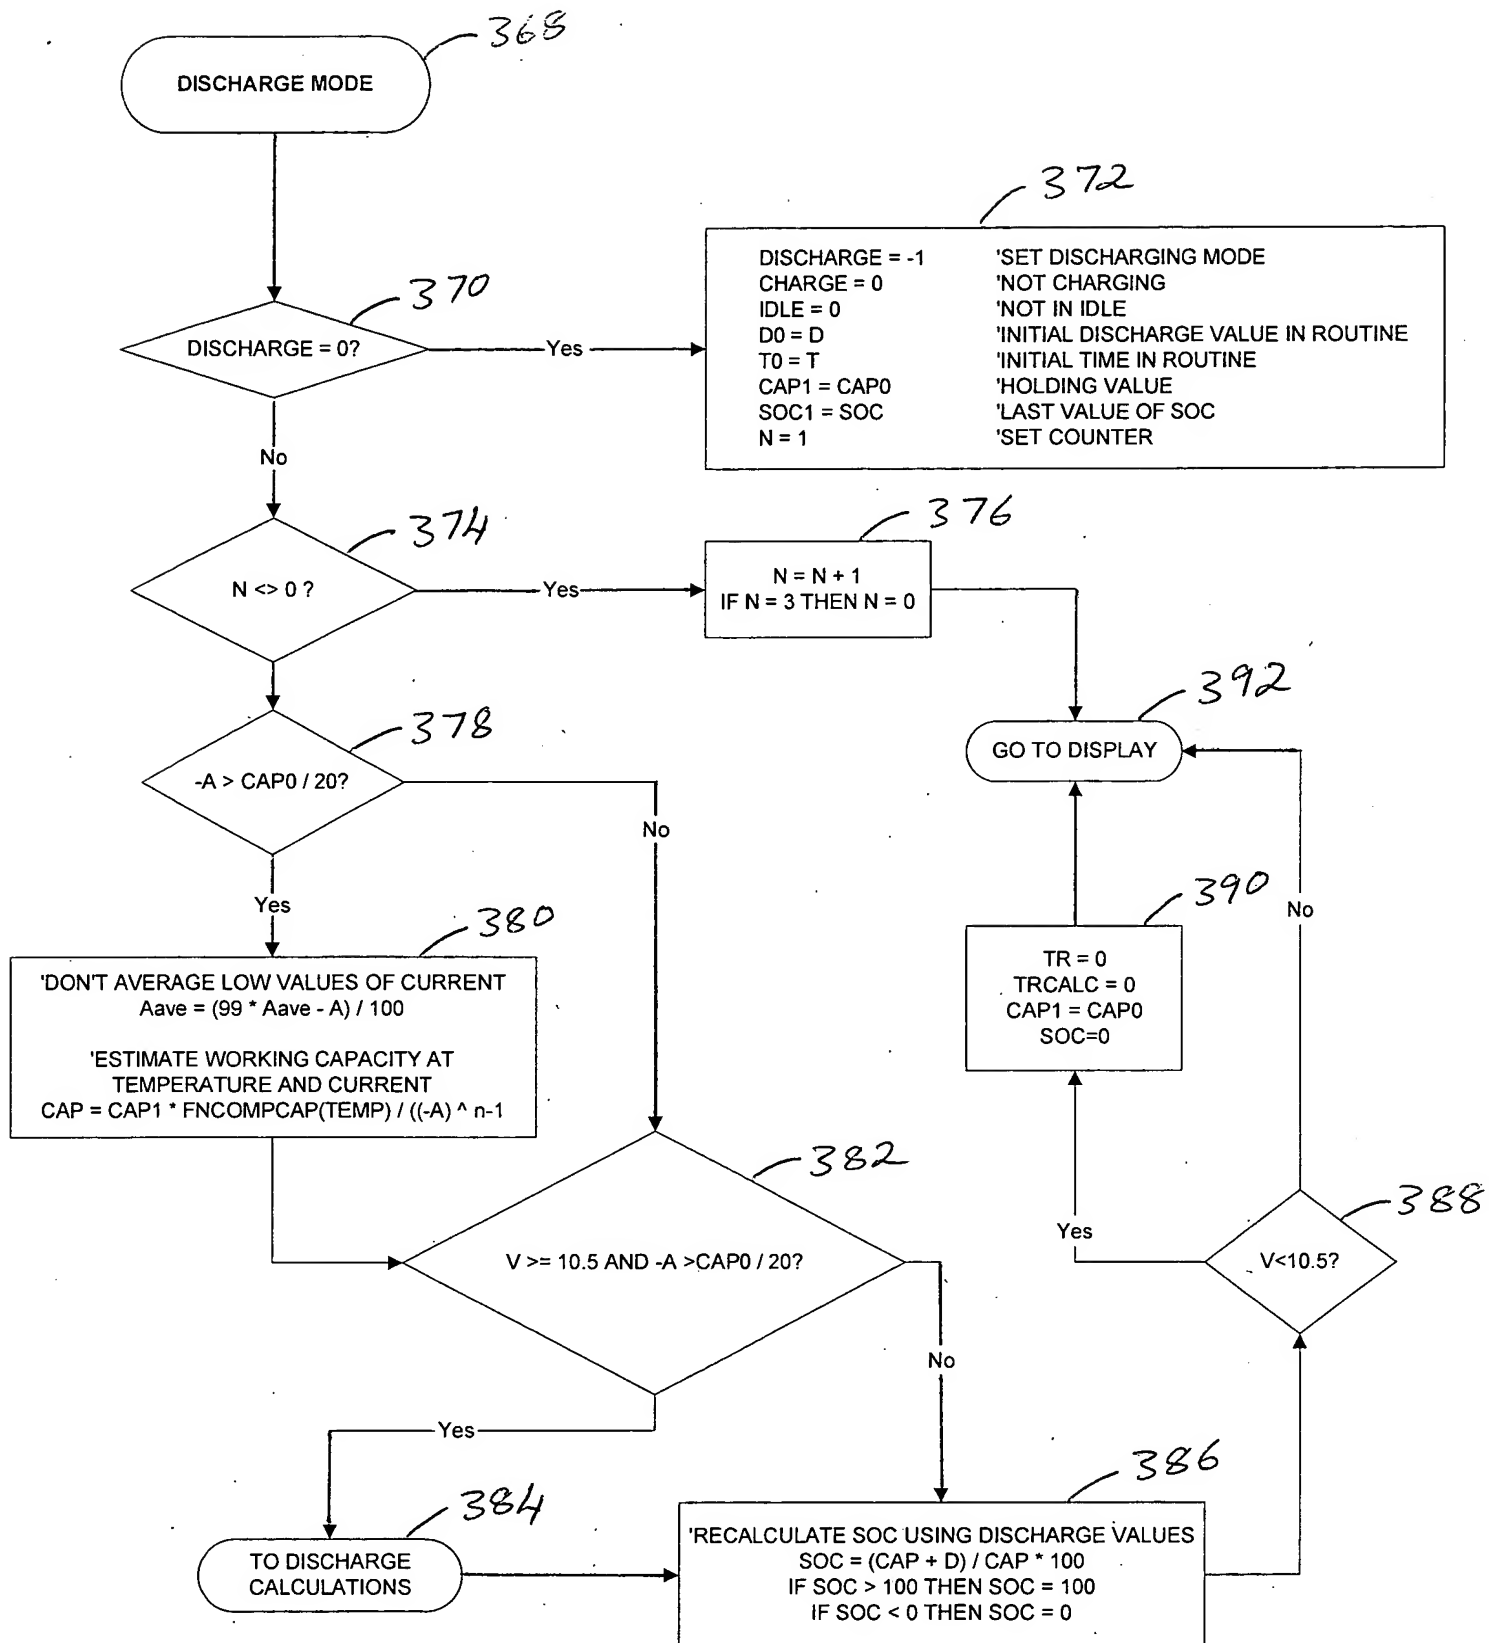 368
DISCHARGE MODE
372
DISCHARGE = -1 'SET DISCHARGING MODE
CHARGE = 0 'NOT CHARGING
IDLE = 0 'NOT IN IDLE
D0 = D 'INITIAL DISCHARGE VALUE IN ROUTINE
T0 = T 'INITIAL TIME IN ROUTINE
CAP1 = CAP0 'HOLDING VALUE
SOC1 = SOC 'LAST VALUE OF SOC
N = 1 'SET COUNTER
370
DISCHARGE = 0?
Yes
No
374
N <> 0 ?
Yes
376
N = N + 1
IF N = 3 THEN N = 0
378
-A > CAP0 / 20?
No
Yes
392
GO TO DISPLAY
380
'DON'T AVERAGE LOW VALUES OF CURRENT
Aave = (99 * Aave - A) / 100
'ESTIMATE WORKING CAPACITY AT
TEMPERATURE AND CURRENT
CAP = CAP1 * FNCOMPCAP(TEMP) / ((-A) ^ n-1
390
TR = 0
TRCALC = 0
CAP1 = CAP0
SOC=0
No
Yes
382
V >= 10.5 AND -A >CAP0 / 20?
388
V<10.5?
No
Yes
384
TO DISCHARGE
CALCULATIONS
386
'RECALCULATE SOC USING DISCHARGE VALUES
SOC = (CAP + D) / CAP * 100
IF SOC > 100 THEN SOC = 100
IF SOC < 0 THEN SOC = 0